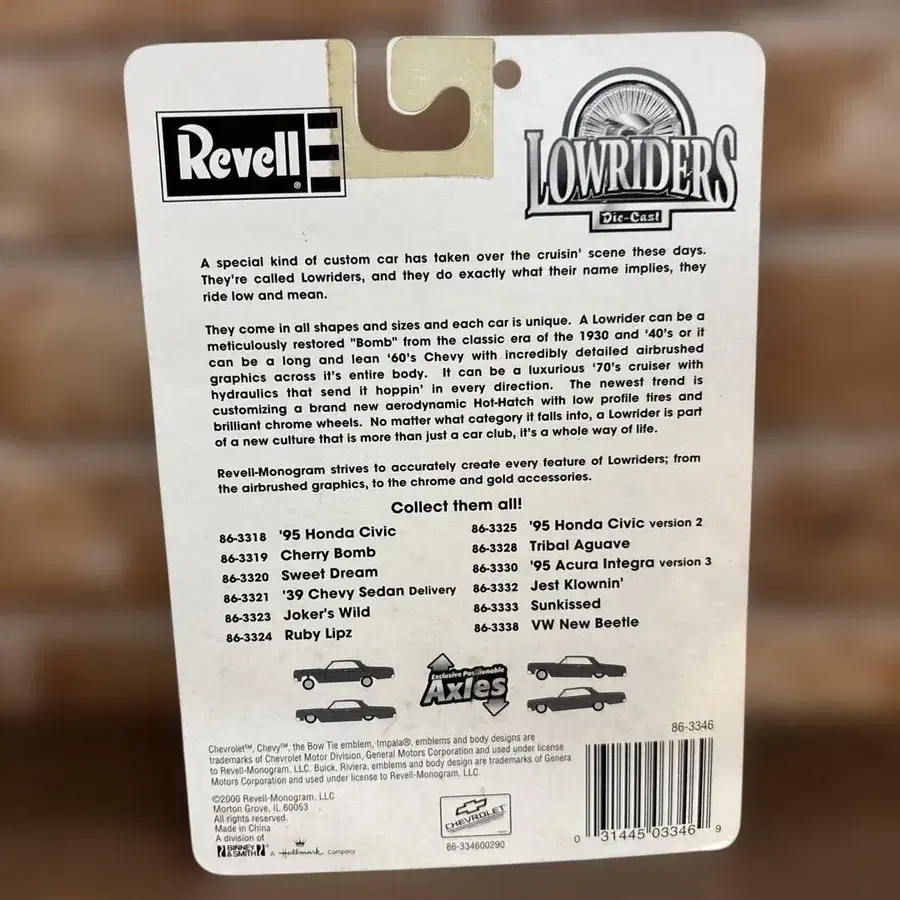 Revell®
LOWRIDERS
Die-Cast
A special kind of custom car has taken over the cruisin' scene these days.
They're called Lowriders, and they do exactly what their name implies, they
ride low and mean.
They come in all shapes and sizes and each car is unique. A Lowrider can be a
meticulously restored "Bomb" from the classic era of the 1930 and '40's or it
can be a long and lean '60's Chevy with incredibly detailed airbrushed
graphics across it's entire body. It can be a luxurious '70's cruiser with
hydraulics that send it hoppin' in every direction. The newest trend is
customizing a brand new aerodynamic Hot-Hatch with low profile tires and
brilliant chrome wheels. No matter what category it falls into, a Lowrider is part
of a new culture that is more than just a car club, it's a whole way of life.
Revell-Monogram strives to accurately create every feature of Lowriders; from
the airbrushed graphics, to the chrome and gold accessories.
Collect them all!
86-3318 '95 Honda Civic
86-3319 Cherry Bomb
86-3320 Sweet Dream
86-3321 '39 Chevy Sedan Delivery
86-3323 Joker's Wild
86-3324 Ruby Lipz
86-3325 '95 Honda Civic version 2
86-3328 Tribal Aguave
86-3330 '95 Acura Integra version 3
86-3332 Jest Klownin'
86-3333 Sunkissed
86-3338 VW New Beetle
Exclusive Positionable
Axles
86-3346
Chevrolet™, Chevy™, the Bow Tie emblem, Impala®, emblems and body designs are
trademarks of Chevrolet Motor Division, General Motors Corporation and used under license
to Revell-Monogram, LLC. Buick, Riviera, emblems and body design are trademarks of Genera
Motors Corporation and used under license to Revell-Monogram, LLC.
©2000 Revell-Monogram, LLC
Morton Grove, IL 60053
All rights reserved.
Made in China
A division of
BINNEY
& SMITH® A Hallmark Company
CHEVROLET
86-334600290
0 31445 03346 9